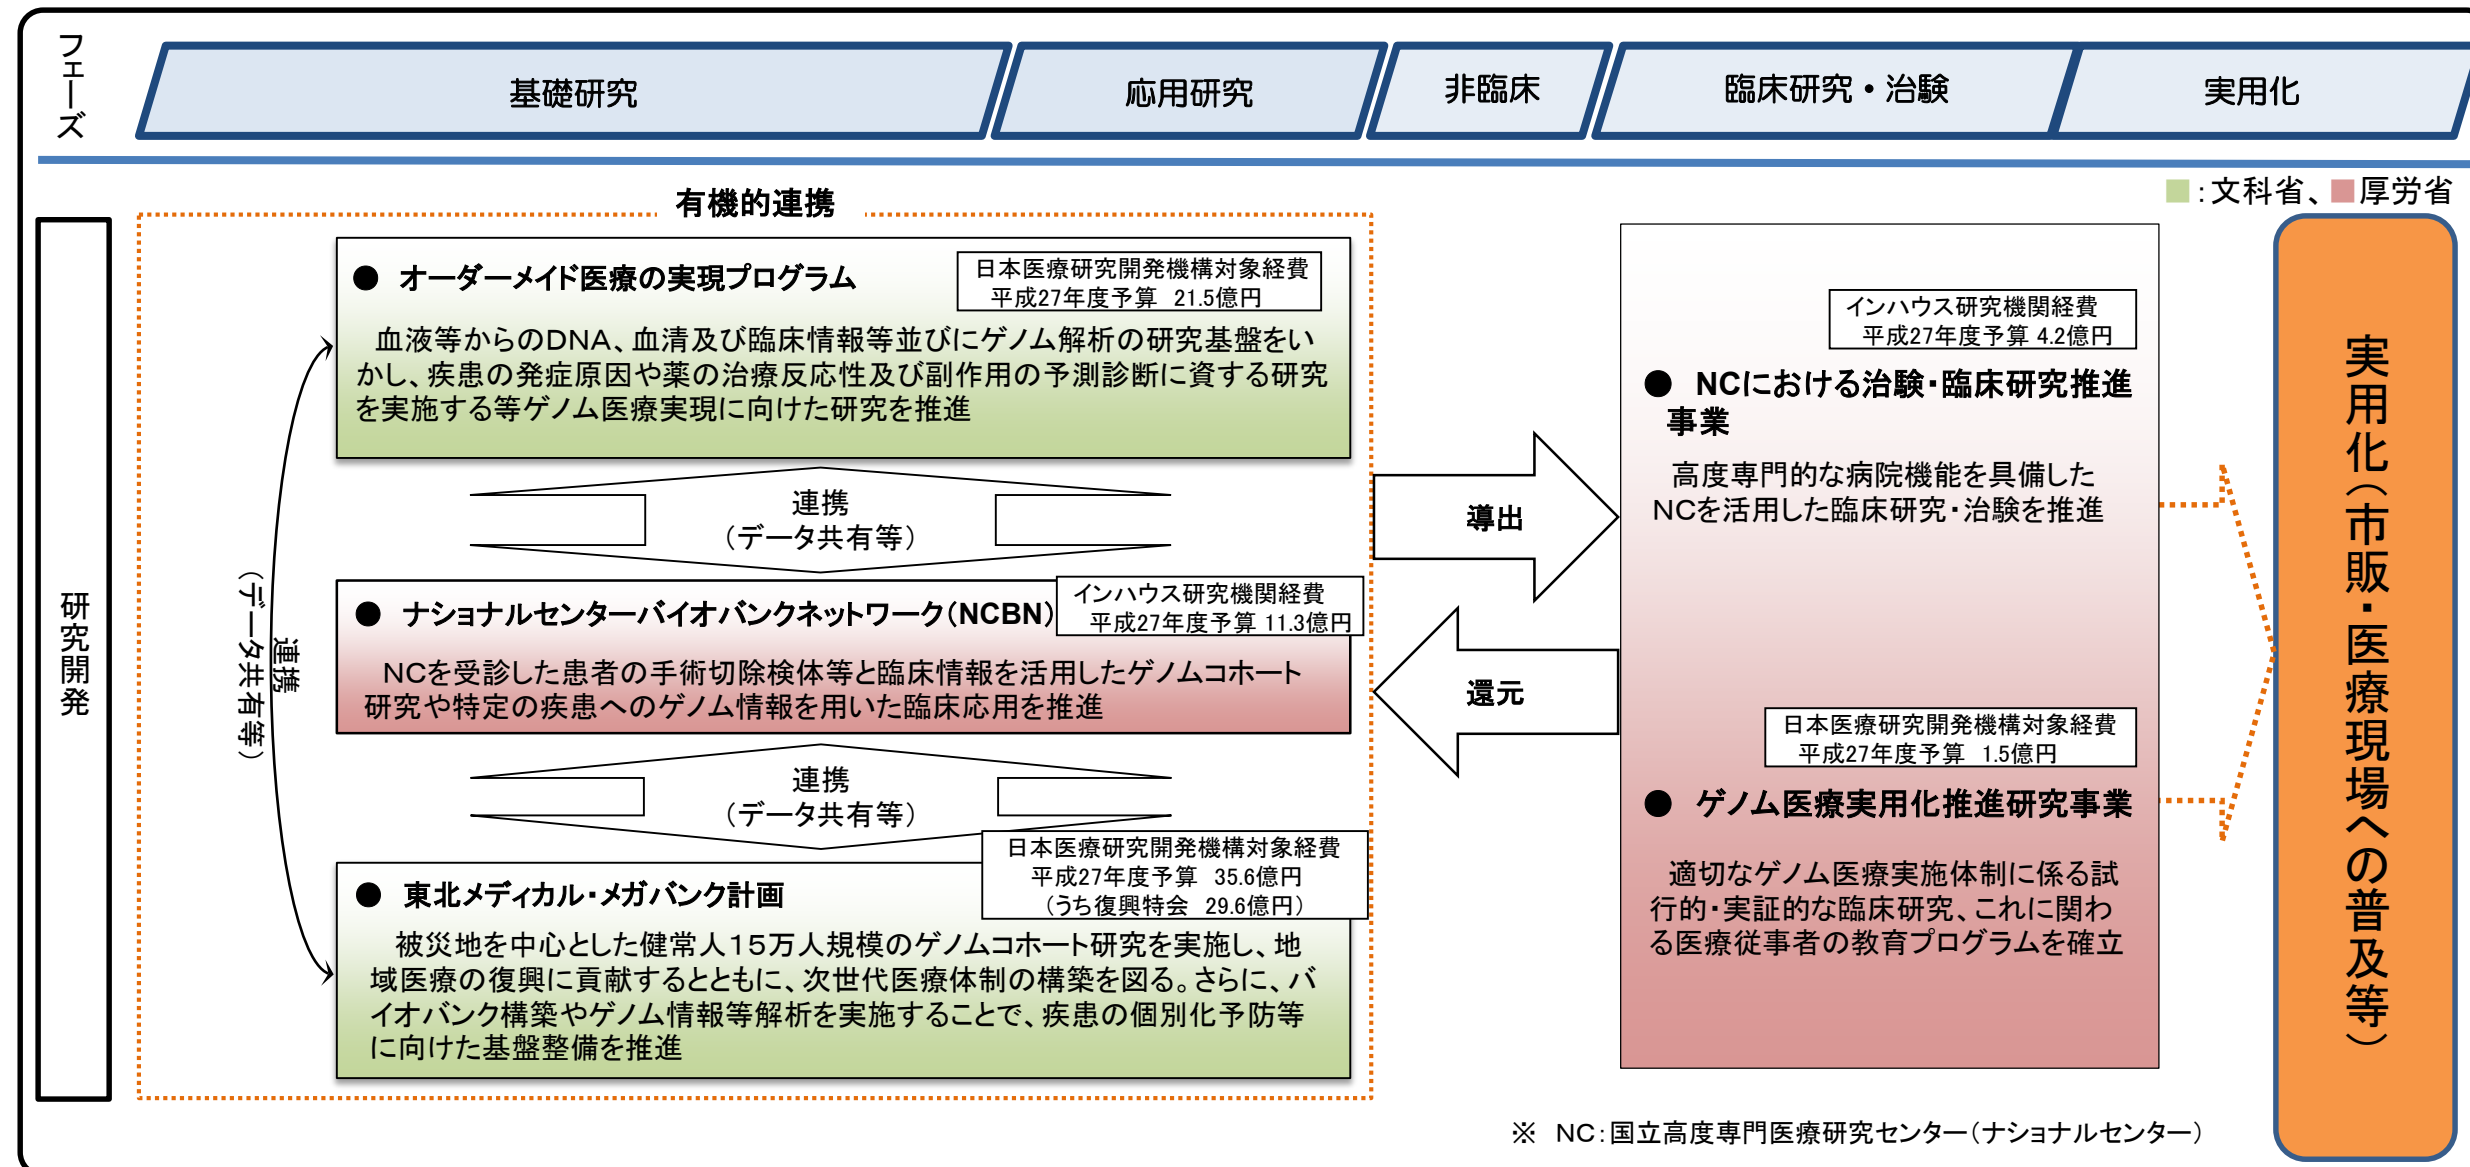 フェーズ
基礎研究
応用研究
非臨床
臨床研究・治験
実用化
■:文科省、■厚労省
研究開発
有機的連携
● オーダーメイド医療の実現プログラム
日本医療研究開発機構対象経費
平成27年度予算 21.5億円
血液等からのDNA、血清及び臨床情報等並びにゲノム解析の研究基盤をい
かし、疾患の発症原因や薬の治療反応性及び副作用の予測診断に資する研究
を実施する等ゲノム医療実現に向けた研究を推進
連携
(データ共有等)
連携
(データ共有等)
● ナショナルセンターバイオバンクネットワーク(NCBN)
インハウス研究機関経費
平成27年度予算 11.3億円
NCを受診した患者の手術切除検体等と臨床情報を活用したゲノムコホート
研究や特定の疾患へのゲノム情報を用いた臨床応用を推進
連携
(データ共有等)
● 東北メディカル・メガバンク計画
日本医療研究開発機構対象経費
平成27年度予算 35.6億円
(うち復興特会 29.6億円)
被災地を中心とした健常人15万人規模のゲノムコホート研究を実施し、地
域医療の復興に貢献するとともに、次世代医療体制の構築を図る。さらに、バ
イオバンク構築やゲノム情報等解析を実施することで、疾患の個別化予防等
に向けた基盤整備を推進
導出
還元
インハウス研究機関経費
平成27年度予算 4.2億円
● NCにおける治験・臨床研究推進
事業
高度専門的な病院機能を具備した
NCを活用した臨床研究・治験を推進
日本医療研究開発機構対象経費
平成27年度予算 1.5億円
● ゲノム医療実用化推進研究事業
適切なゲノム医療実施体制に係る試
行的・実証的な臨床研究、これに関わ
る医療従事者の教育プログラムを確立
実用化(市販・医療現場への普及等)
※ NC:国立高度専門医療研究センター(ナショナルセンター)